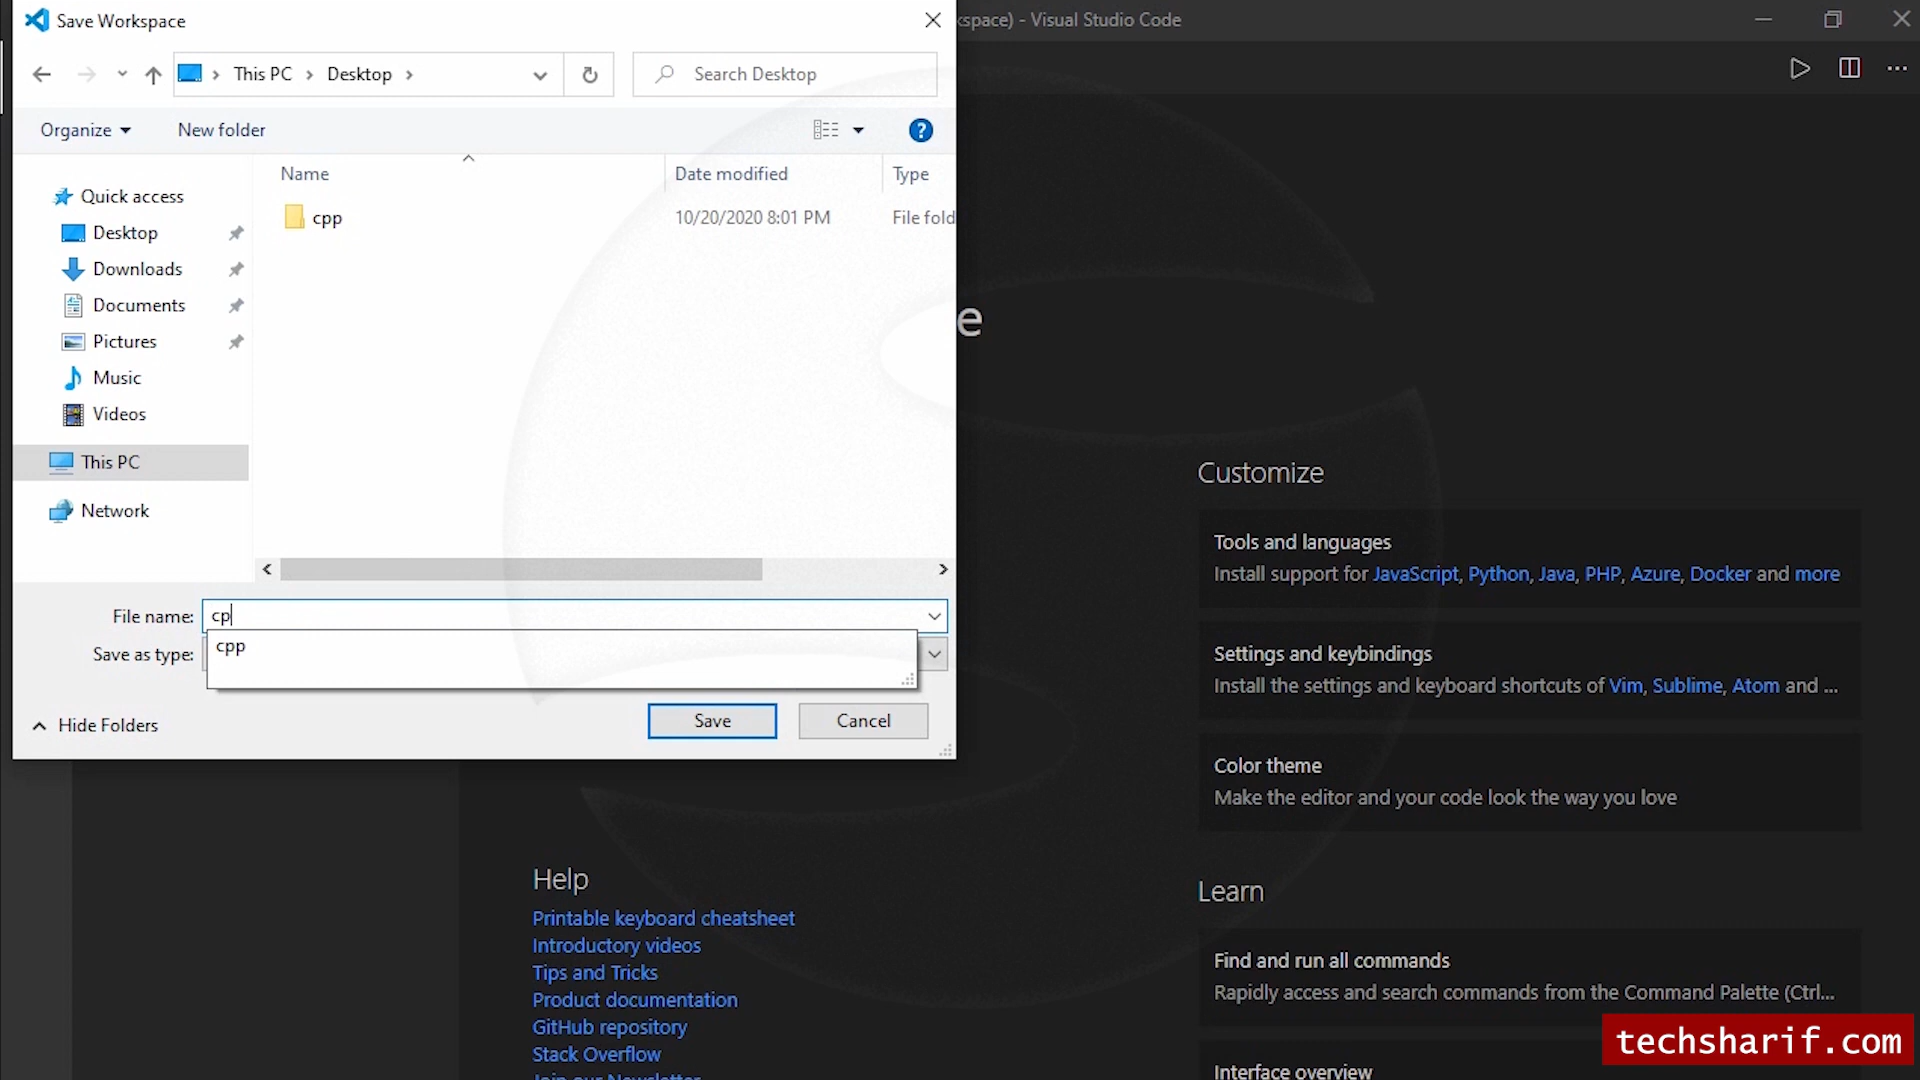 Save Workspace
kspace) - Visual Studio Code
This PC
Desktop
Search Desktop
Organize
New folder
Name
Date modified
Type
cpp
10/20/2020 8:01 PM
File fold
Quick access
Desktop
Downloads
Documents
Pictures
Music
Videos
This PC
Network
File name:
cp
cpp
Save as type:
Hide Folders
Save
Cancel
e
Customize
Tools and languages
Install support for JavaScript, Python, Java, PHP, Azure, Docker and more
Settings and keybindings
Install the settings and keyboard shortcuts of Vim, Sublime, Atom and ...
Color theme
Make the editor and your code look the way you love
Help
Printable keyboard cheatsheet
Introductory videos
Tips and Tricks
Product documentation
GitHub repository
Stack Overflow
Join our Newsletter
Learn
Find and run all commands
Rapidly access and search commands from the Command Palette (Ctrl...
Interface overview
techsharif.com